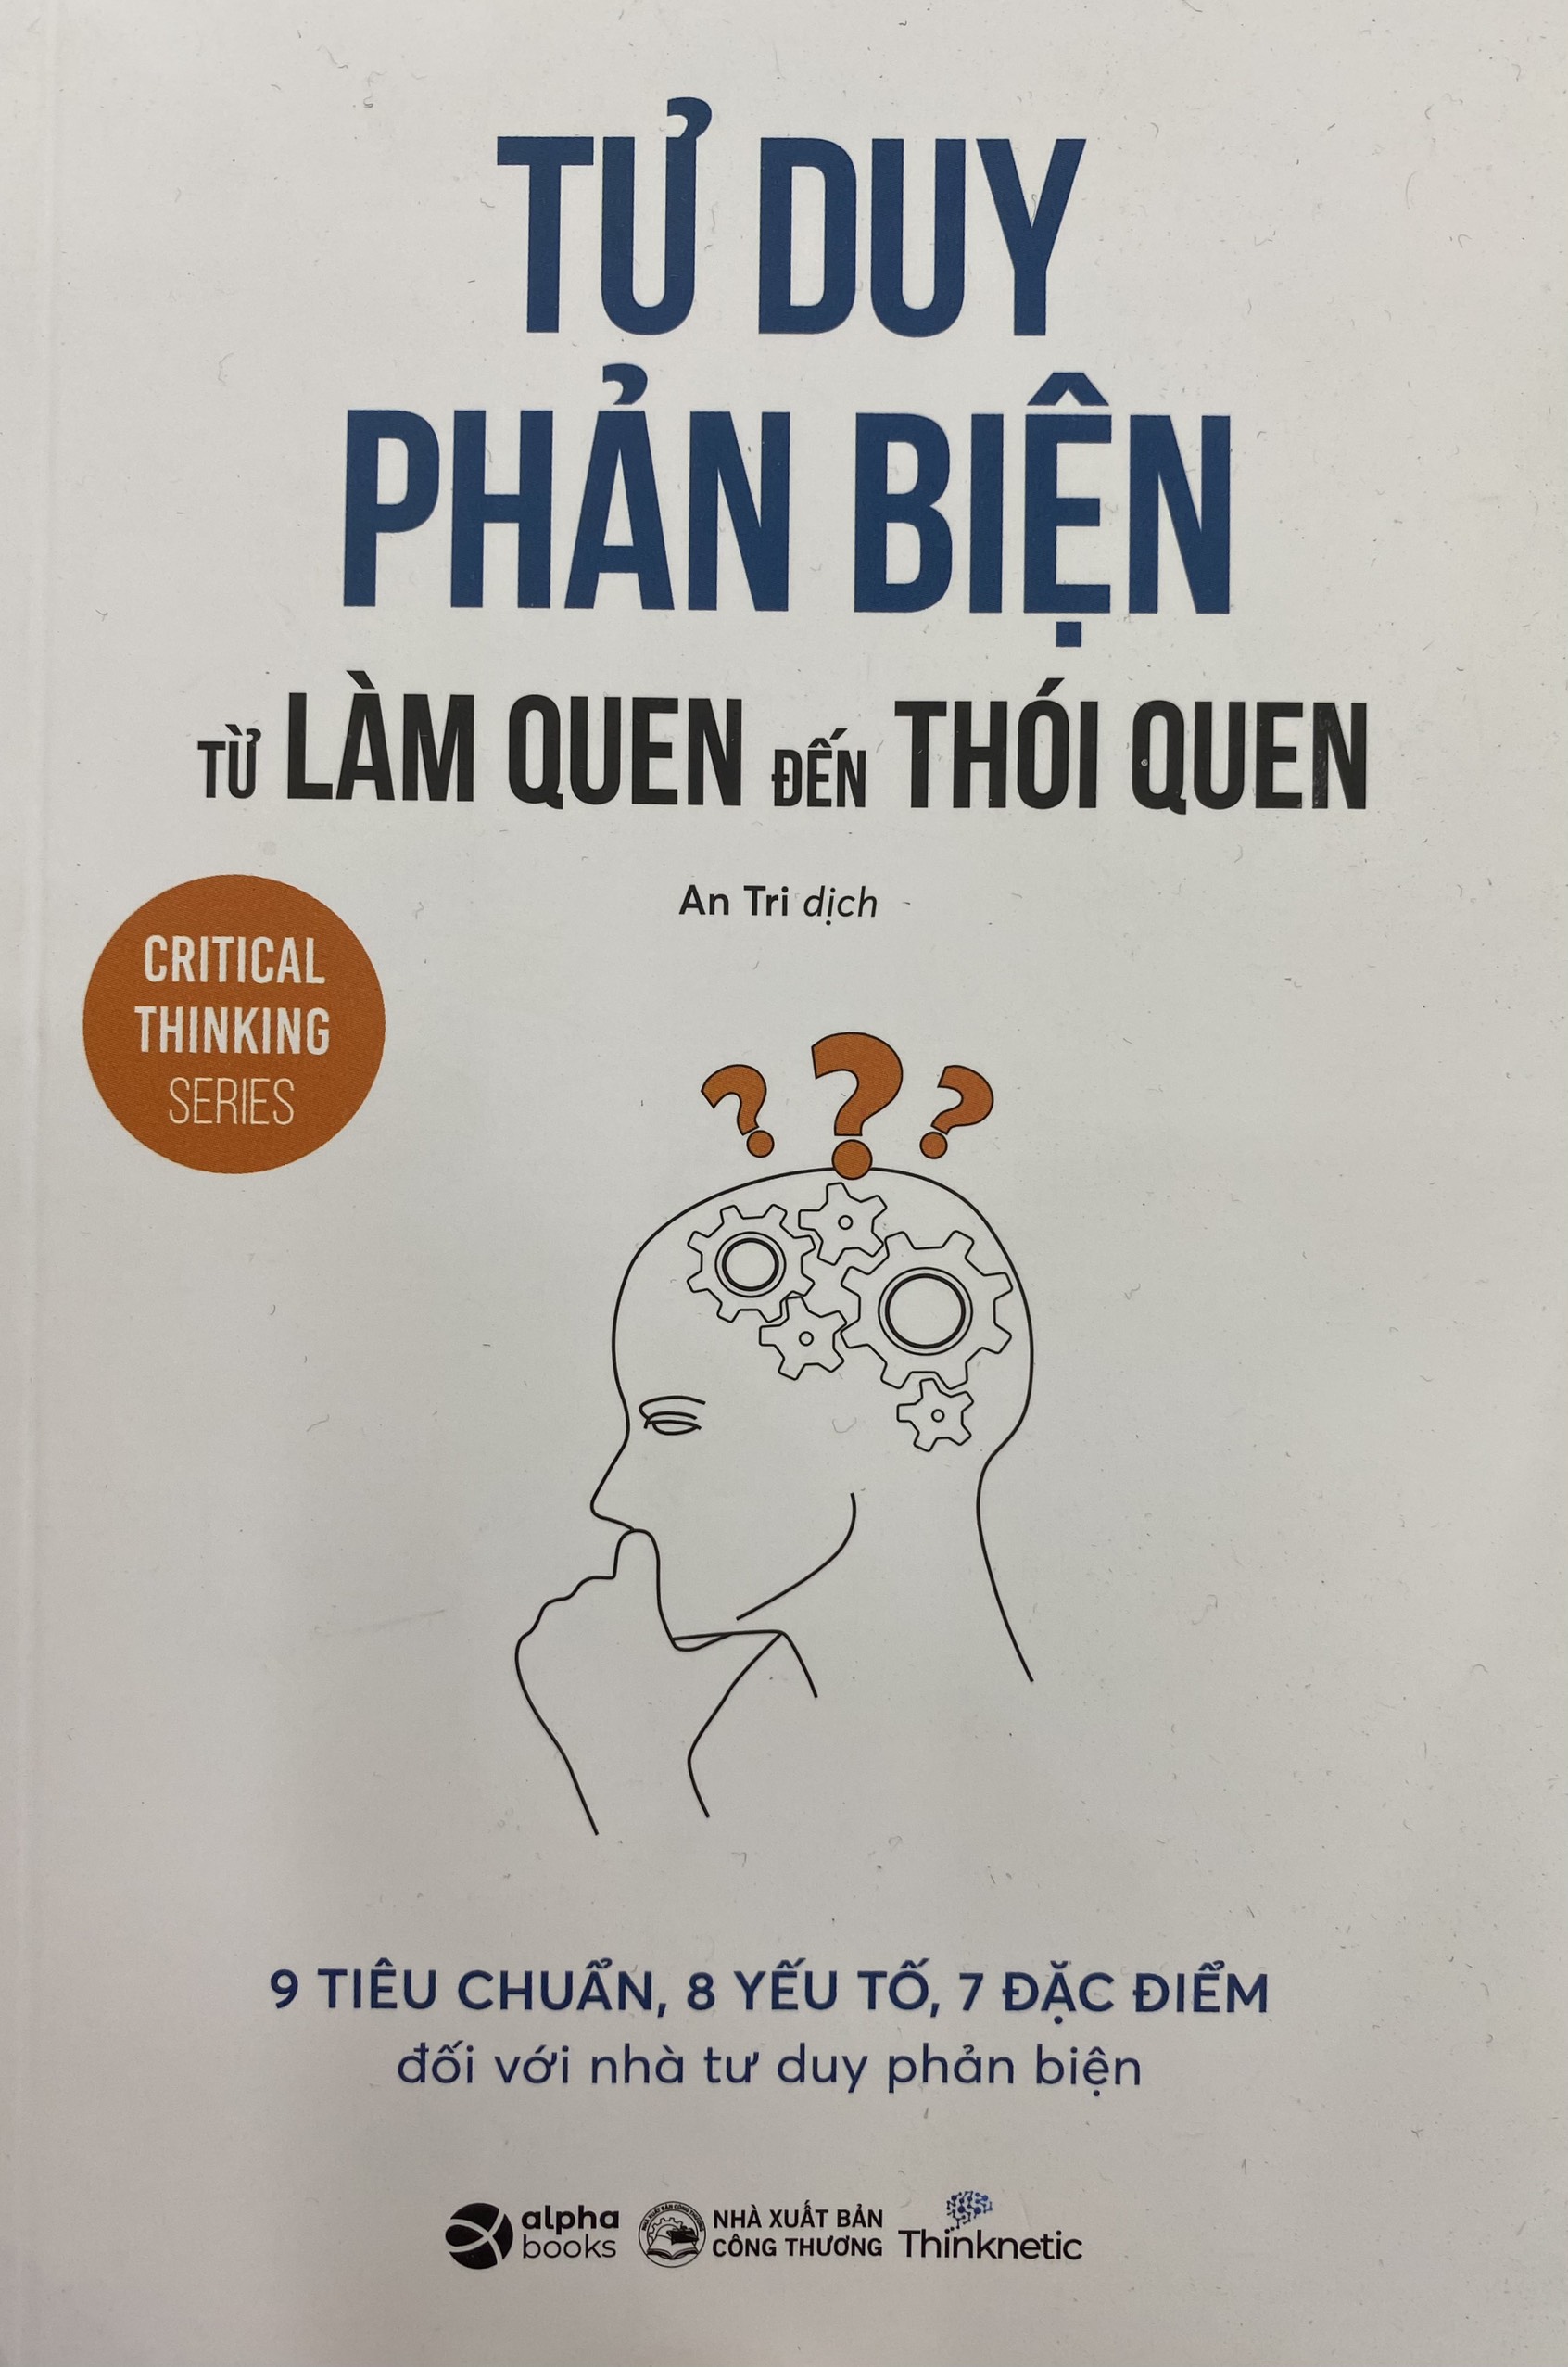 TƯ DUY
PHẢN BIỆN
TỪ LÀM QUEN ĐẾN THÓI QUEN
An Tri dịch
CRITICAL
THINKING
SERIES
? ? ?
9 TIÊU CHUẨN, 8 YẾU TỐ, 7 ĐẶC ĐIỂM
đối với nhà tư duy phản biện
alpha
books
NHÀ XUẤT BẢN
CÔNG THƯƠNG
Thinknetic